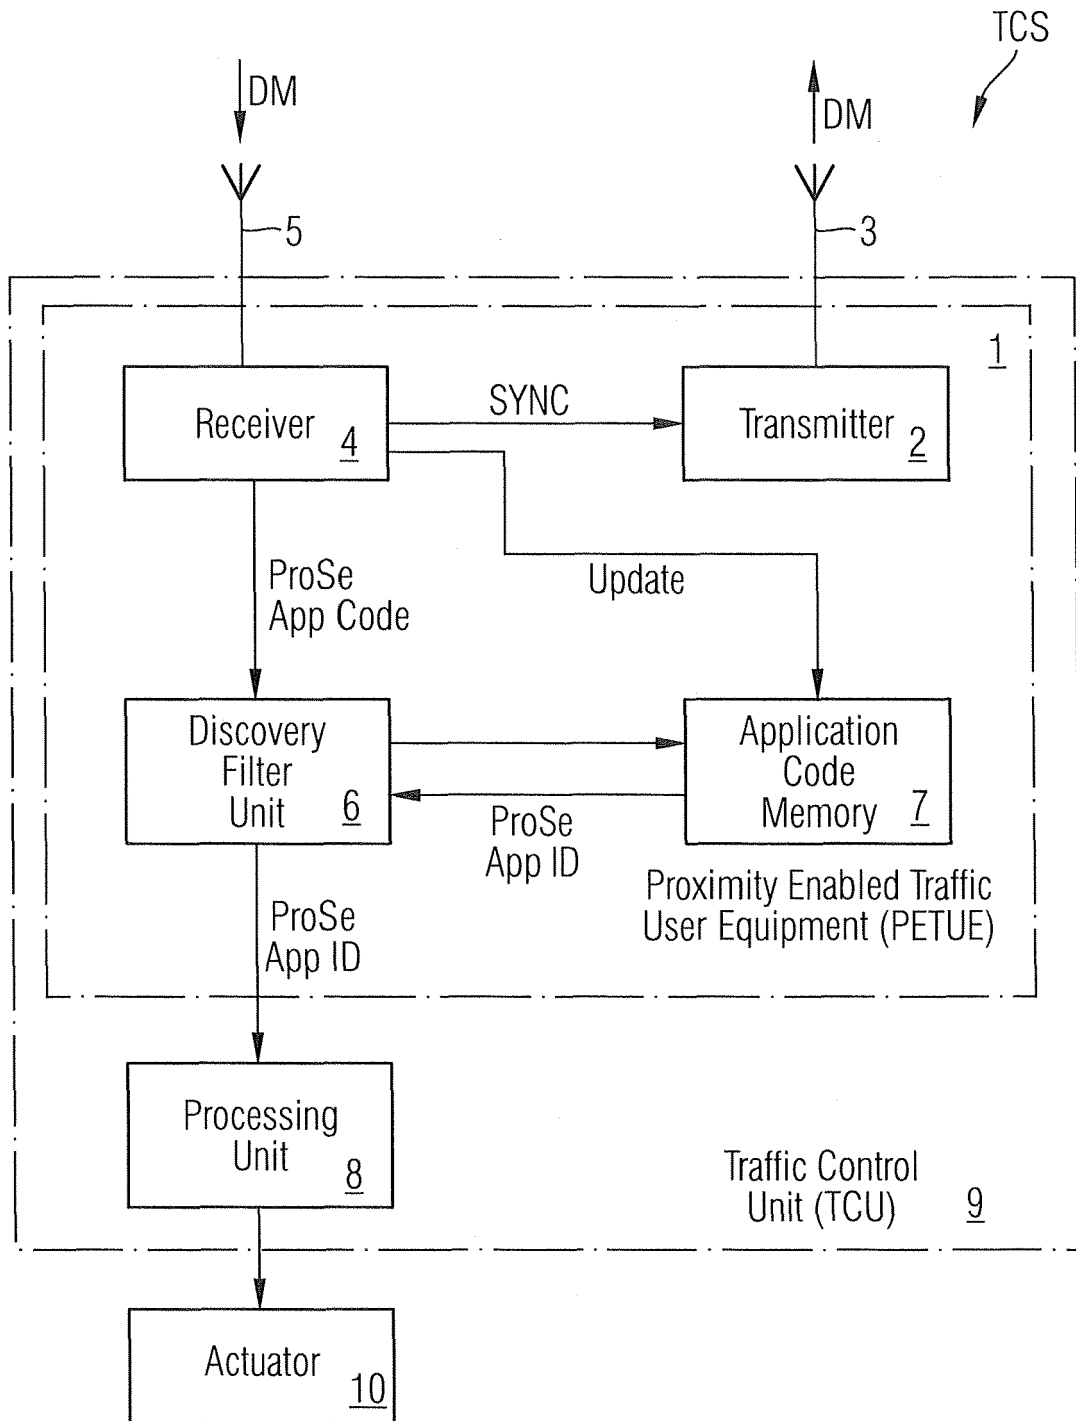 TCS
DM
DM
5
3
1
Receiver
4
SYNC
Transmitter
2
ProSe
App Code
Update
Discovery
Filter
Unit
6
Application
Code
Memory
7
ProSe
App ID
Proximity Enabled Traffic
User Equipment (PETUE)
ProSe
App ID
Processing
Unit
8
Traffic Control
Unit (TCU)
9
Actuator
10